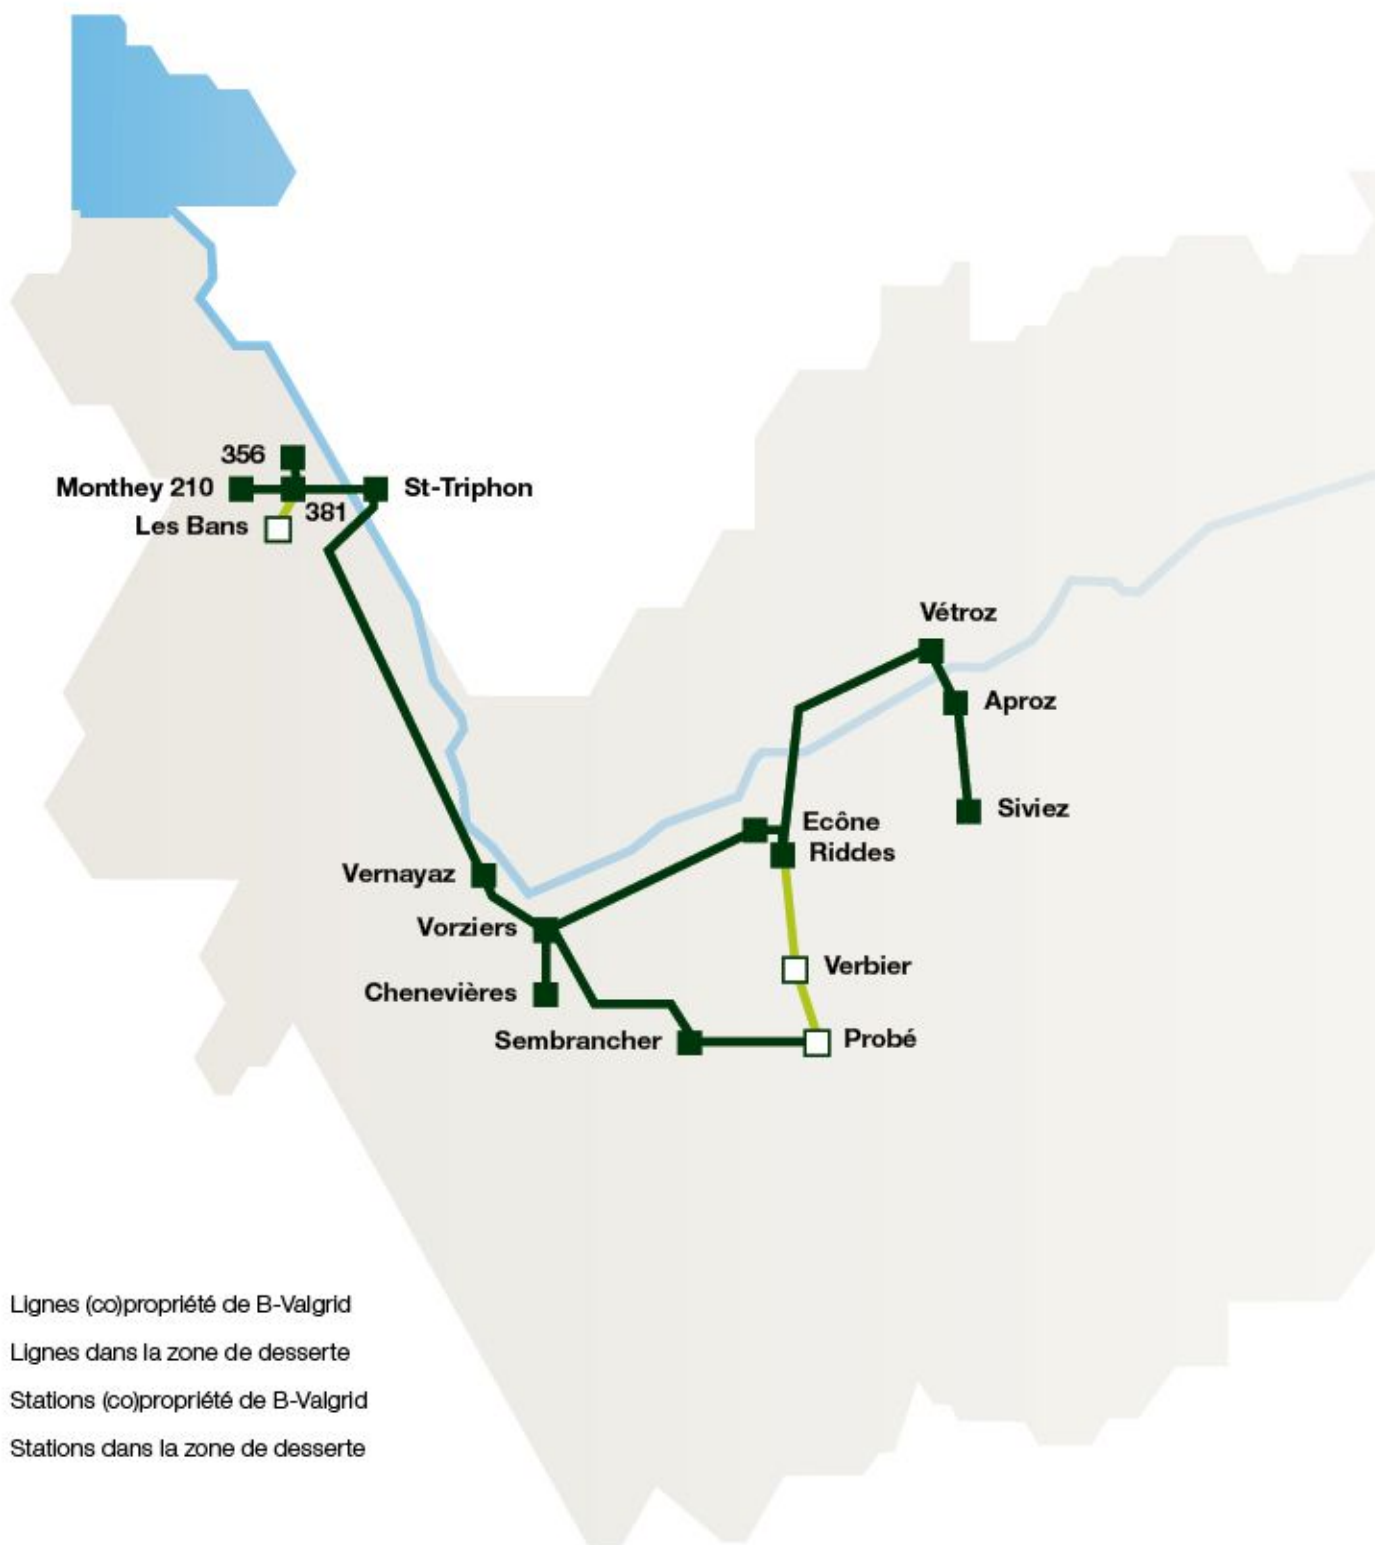 356
Monthey 210
St-Triphon
381
Les Bans
Vétroz
Aproz
Siviez
Ecône
Riddes
Vernayaz
Vorziers
Verbier
Chenevières
Sembrancher
Probé
Lignes (co)propriété de B-Valgrid
Lignes dans la zone de desserte
Stations (co)propriété de B-Valgrid
Stations dans la zone de desserte